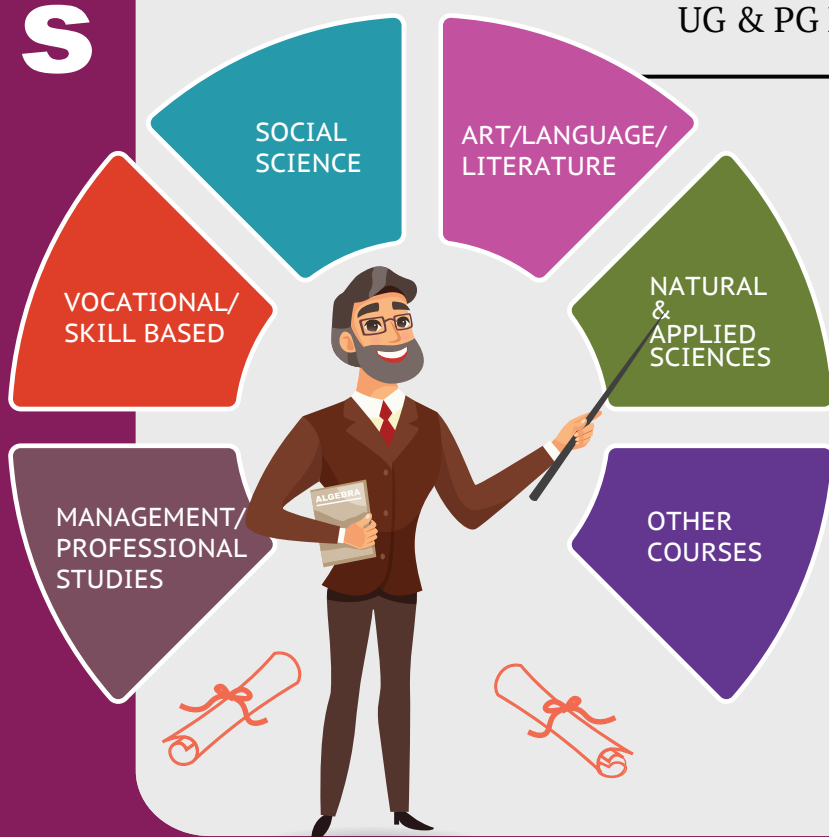 S
UG & PG
SOCIAL
SCIENCE
ART/LANGUAGE/
LITERATURE
VOCATIONAL/
SKILL BASED
NATURAL
&
APPLIED
SCIENCES
ALGEBRA
MANAGEMENT/
PROFESSIONAL
STUDIES
OTHER
COURSES